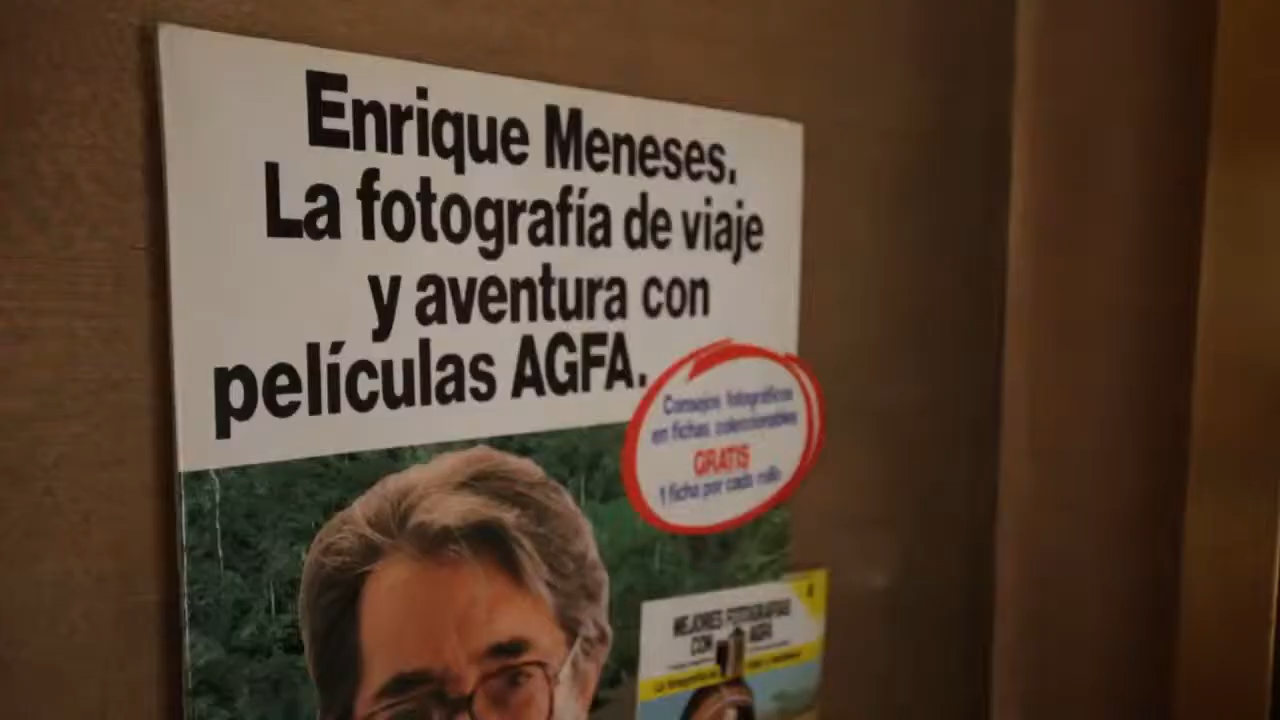 Enrique Meneses.
La fotografía de viaje
y aventura con
películas AGFA.
Consejos fotográficos
en fichas coleccionables
GRATIS
1 ficha por cada rollo
MEJORES FOTOGRAFIAS
CON AGFA